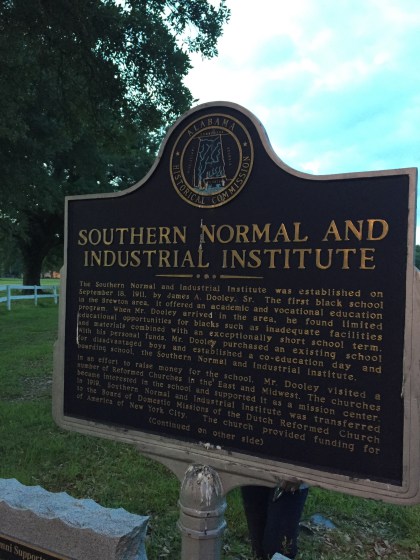 ALABAMA
HISTORICAL COMMISSION
SOUTHERN NORMAL AND
INDUSTRIAL INSTITUTE
The Southern Normal and Industrial Institute was established on
September 18, 1911, by James A. Dooley, Sr. The first black school
in the Brewton area, it offered an academic and vocational education
program. When Mr. Dooley arrived in the area, he found limited
educational opportunities for blacks such as inadequate facilities
and materials combined with an exceptionally short school term.
With his personal funds, Mr. Dooley purchased an existing school
for disadvantaged boys and established a co-education day and
boarding school, the Southern Normal and Industrial Institute.
In an effort to raise money for the school, Mr. Dooley visited a
number of Reformed Churches in the East and Midwest. The churches
became interested in the school and supported it as a mission center.
In 1919, Southern Normal and Industrial Institute was transferred
to the Board of Domestic Missions of the Dutch Reformed Church
of America of New York City. The church provided funding for
(Continued on other side)
Support